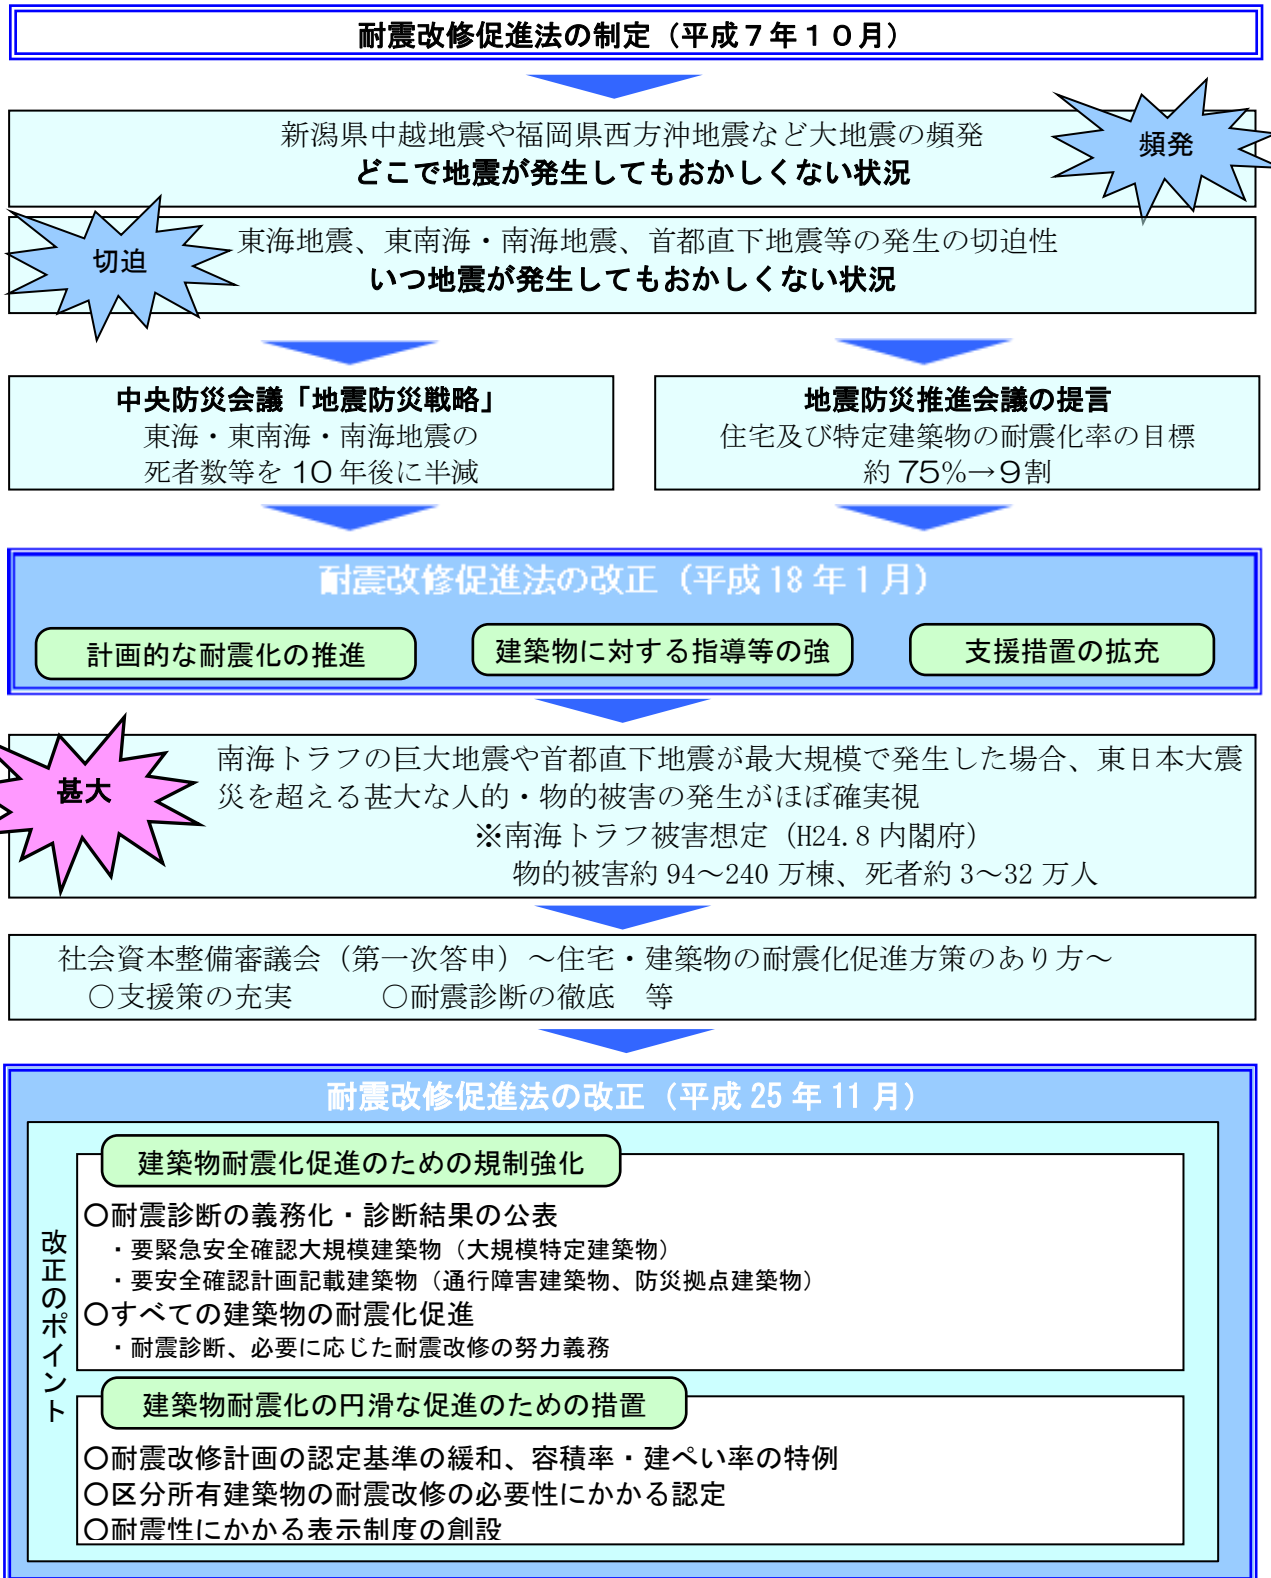 耐震改修促進法の制定（平成７年１０月）
新潟県中越地震や福岡県西方沖地震など大地震の頻発
どこで地震が発生してもおかしくない状況
頻発
東海地震、東南海・南海地震、首都直下地震等の発生の切迫性
いつ地震が発生してもおかしくない状況
切迫
中央防災会議「地震防災戦略」
東海・東南海・南海地震の
死者数等を 10 年後に半減
地震防災推進会議の提言
住宅及び特定建築物の耐震化率の目標
約 75％→９割
耐震改修促進法の改正（平成 18 年 1 月）
計画的な耐震化の推進
建築物に対する指導等の強
支援措置の拡充
甚大
南海トラフの巨大地震や首都直下地震が最大規模で発生した場合、東日本大震
災を超える甚大な人的・物的被害の発生がほぼ確実視
※南海トラフ被害想定（H24.8 内閣府）
物的被害約 94～240 万棟、死者約 3～32 万人
社会資本整備審議会（第一次答申）～住宅・建築物の耐震化促進方策のあり方～
○支援策の充実　　　○耐震診断の徹底　等
耐震改修促進法の改正（平成 25 年 11 月）
改正のポイント
建築物耐震化促進のための規制強化
○耐震診断の義務化・診断結果の公表
・要緊急安全確認大規模建築物（大規模特定建築物）
・要安全確認計画記載建築物（通行障害建築物、防災拠点建築物）
○すべての建築物の耐震化促進
・耐震診断、必要に応じた耐震改修の努力義務
建築物耐震化の円滑な促進のための措置
○耐震改修計画の認定基準の緩和、容積率・建ぺい率の特例
○区分所有建築物の耐震改修の必要性にかかる認定
○耐震性にかかる表示制度の創設